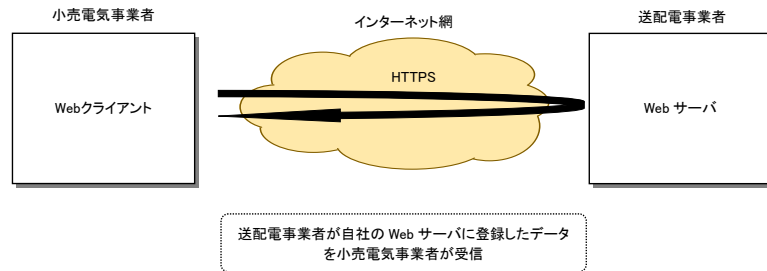 小売電気事業者
インターネット網
送配電事業者
HTTPS
Webクライアント
Web サーバ
送配電事業者が自社の Web サーバに登録したデータ
を小売電気事業者が受信